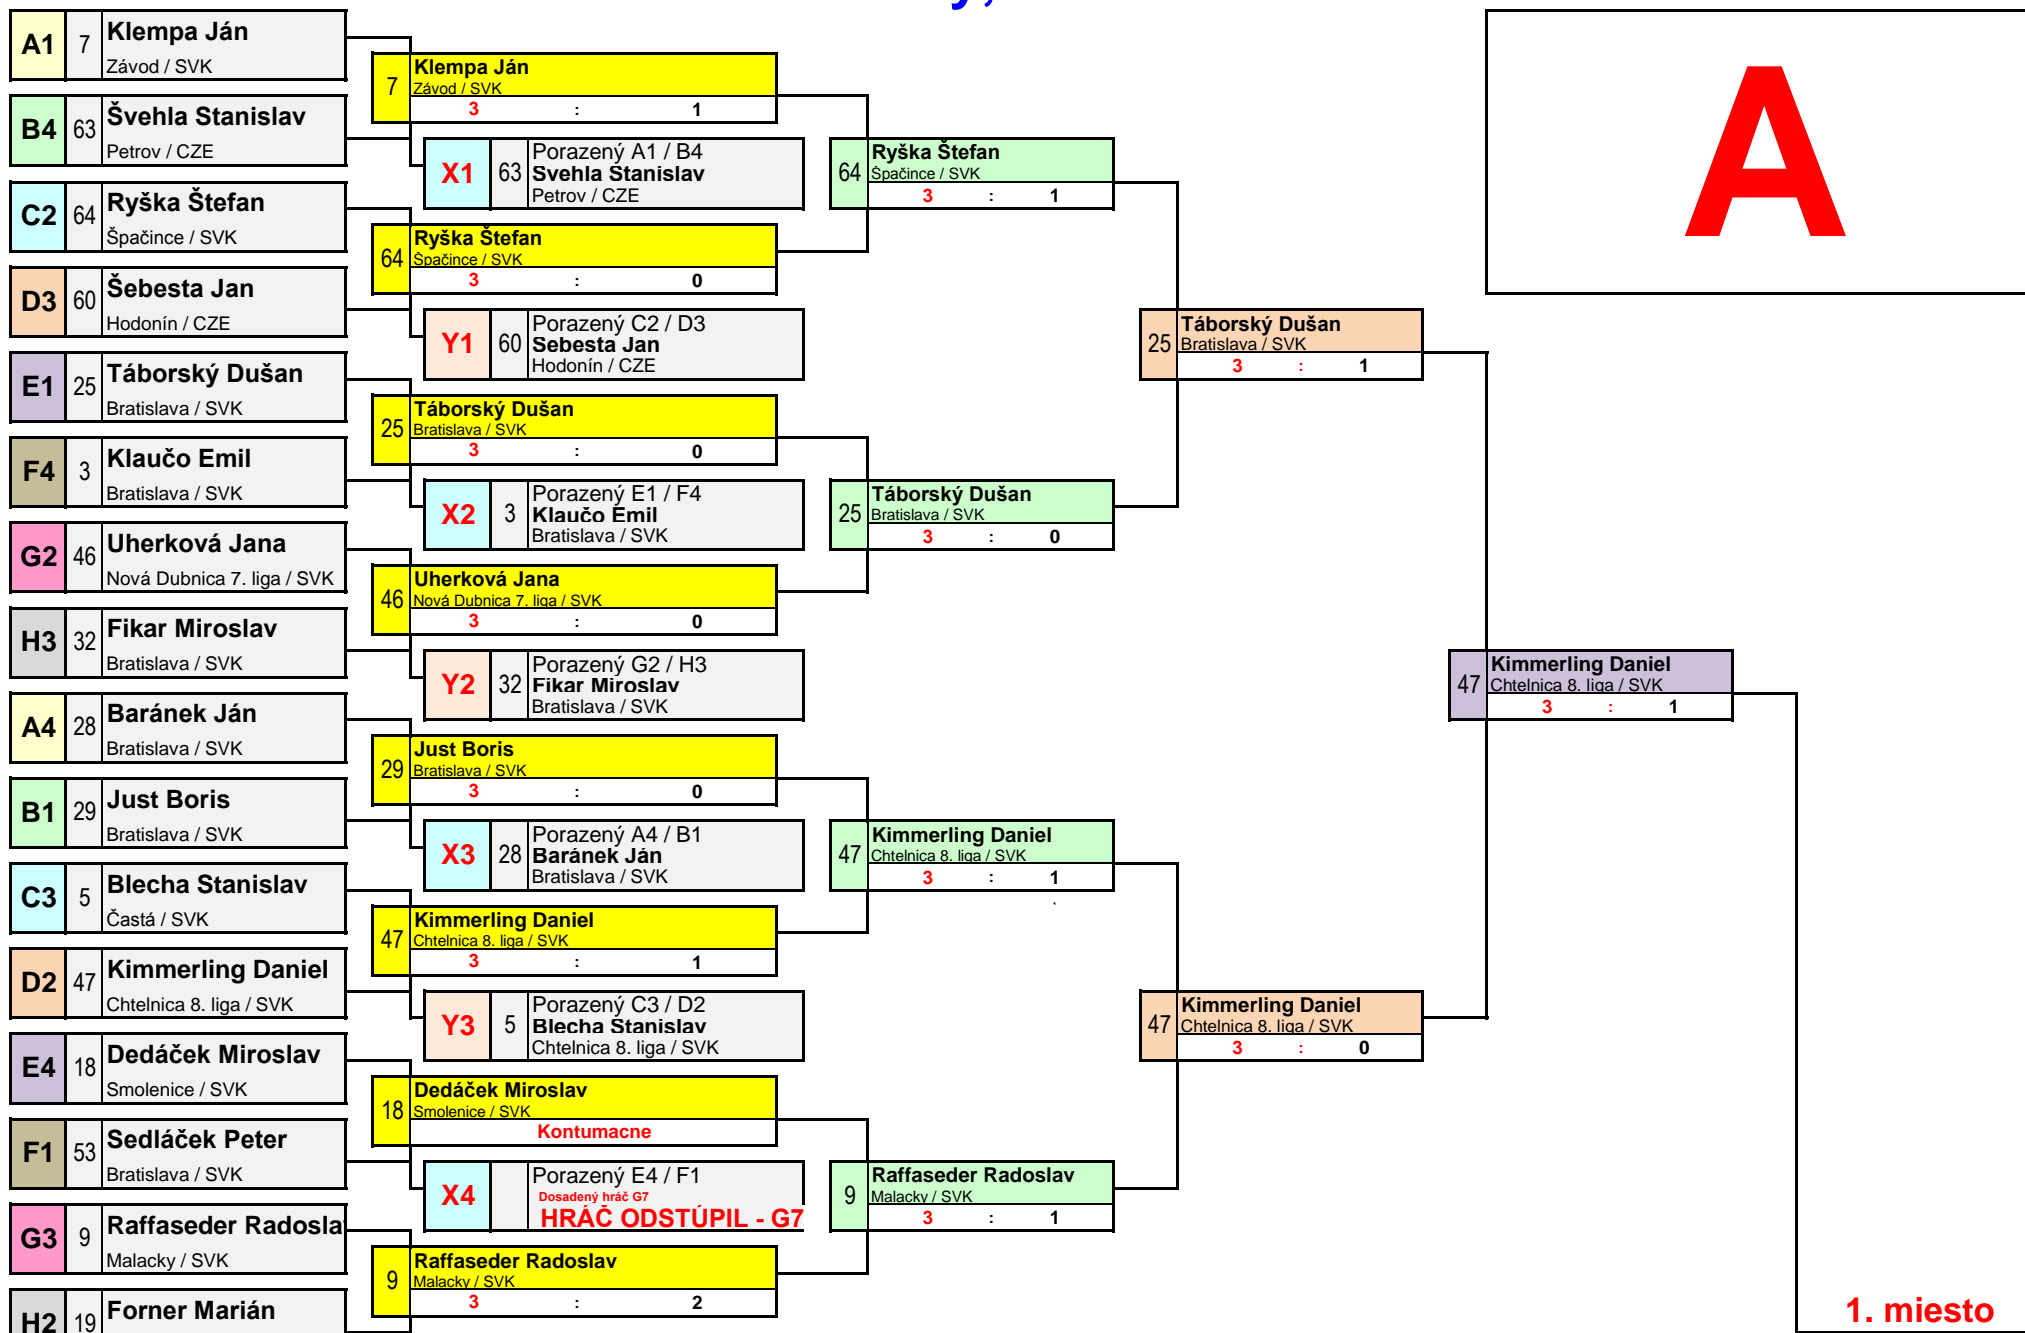 A1 7 Klempa Ján
Závod / SVK
B4 63 Švehla Stanislav
Petrov / CZE
C2 64 Ryška Štefan
Špačince / SVK
D3 60 Šebesta Jan
Hodonín / CZE
E1 25 Táborský Dušan
Bratislava / SVK
F4 3 Klaučo Emil
Bratislava / SVK
G2 46 Uherková Jana
Nová Dubnica 7. liga / SVK
H3 32 Fikar Miroslav
Bratislava / SVK
A4 28 Baránek Ján
Bratislava / SVK
B1 29 Just Boris
Bratislava / SVK
C3 5 Blecha Stanislav
Častá / SVK
D2 47 Kimmerling Daniel
Chtelnica 8. liga / SVK
E4 18 Dedáček Miroslav
Smolenice / SVK
F1 53 Sedláček Peter
Bratislava / SVK
G3 9 Raffaseder Radosla
Malacky / SVK
H2 19 Forner Marián
7 Klempa Ján
Závod / SVK
3 : 1
X1 63 Porazený A1 / B4
Svehla Stanislav
Petrov / CZE
64 Ryška Štefan
Špačince / SVK
3 : 0
Y1 60 Porazený C2 / D3
Sebesta Jan
Hodonín / CZE
25 Táborský Dušan
Bratislava / SVK
3 : 0
X2 3 Porazený E1 / F4
Klaučo Emil
Bratislava / SVK
46 Uherková Jana
Nová Dubnica 7. liga / SVK
3 : 0
Y2 32 Porazený G2 / H3
Fikar Miroslav
Bratislava / SVK
29 Just Boris
Bratislava / SVK
3 : 0
X3 28 Porazený A4 / B1
Baránek Ján
Bratislava / SVK
47 Kimmerling Daniel
Chtelnica 8. liga / SVK
3 : 1
Y3 5 Porazený C3 / D2
Blecha Stanislav
Chtelnica 8. liga / SVK
18 Dedáček Miroslav
Smolenice / SVK
Kontumacne
X4 Porazený E4 / F1
Dosadený hráč G7
HRÁČ ODSTÚPIL - G7
9 Raffaseder Radoslav
Malacky / SVK
3 : 2
64 Ryška Štefan
Špačince / SVK
3 : 1
25 Táborský Dušan
Bratislava / SVK
3 : 0
47 Kimmerling Daniel
Chtelnica 8. liga / SVK
3 : 1
9 Raffaseder Radoslav
Malacky / SVK
3 : 1
25 Táborský Dušan
Bratislava / SVK
3 : 1
47 Kimmerling Daniel
Chtelnica 8. liga / SVK
3 : 0
47 Kimmerling Daniel
Chtelnica 8. liga / SVK
3 : 1
A
1. miesto